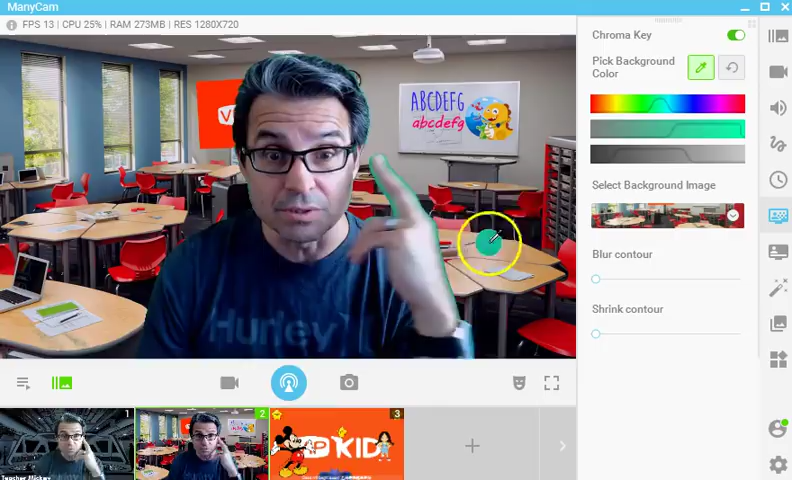 ManyCam
FPS 13 | CPU 25% | RAM 273MB | RES 1280X720
Chroma Key
Pick Background
Color
Select Background Image
Blur contour
Shrink contour
ABCDEFG
abcdefg
Hurley
1
2
3
KID
Teacher Mickey